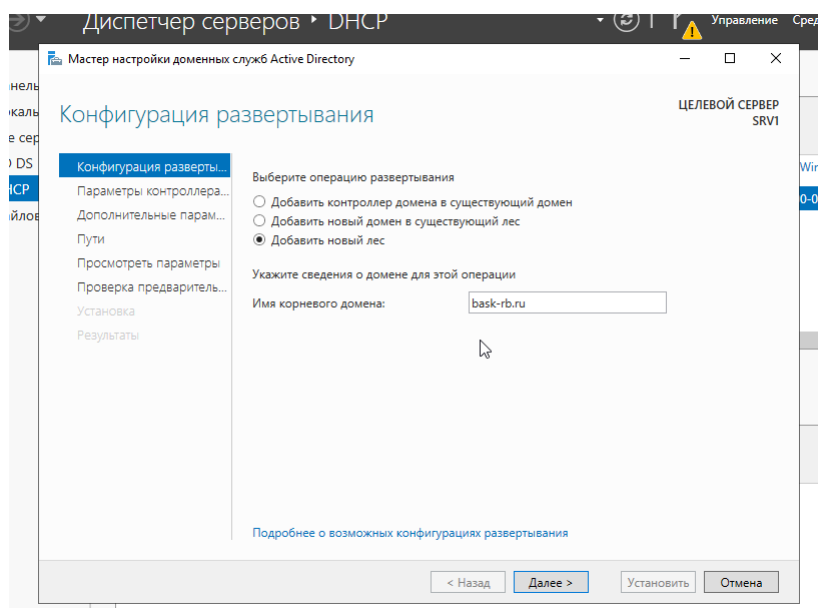 Диспетчер серверов • DHCP
Управление
Мастер настройки доменных служб Active Directory
Конфигурация развертывания
ЦЕЛЕВОЙ СЕРВЕР
SRV1
Конфигурация разверты...
Параметры контроллера...
Дополнительные парам...
Пути
Просмотреть параметры
Проверка предваритель...
Установка
Результаты
Выберите операцию развертывания
Добавить контроллер домена в существующий домен
Добавить новый домен в существующий лес
Добавить новый лес
Укажите сведения о домене для этой операции
Имя корневого домена:
bask-rb.ru
Подробнее о возможных конфигурациях развертывания
< Назад
Далее >
Установить
Отмена